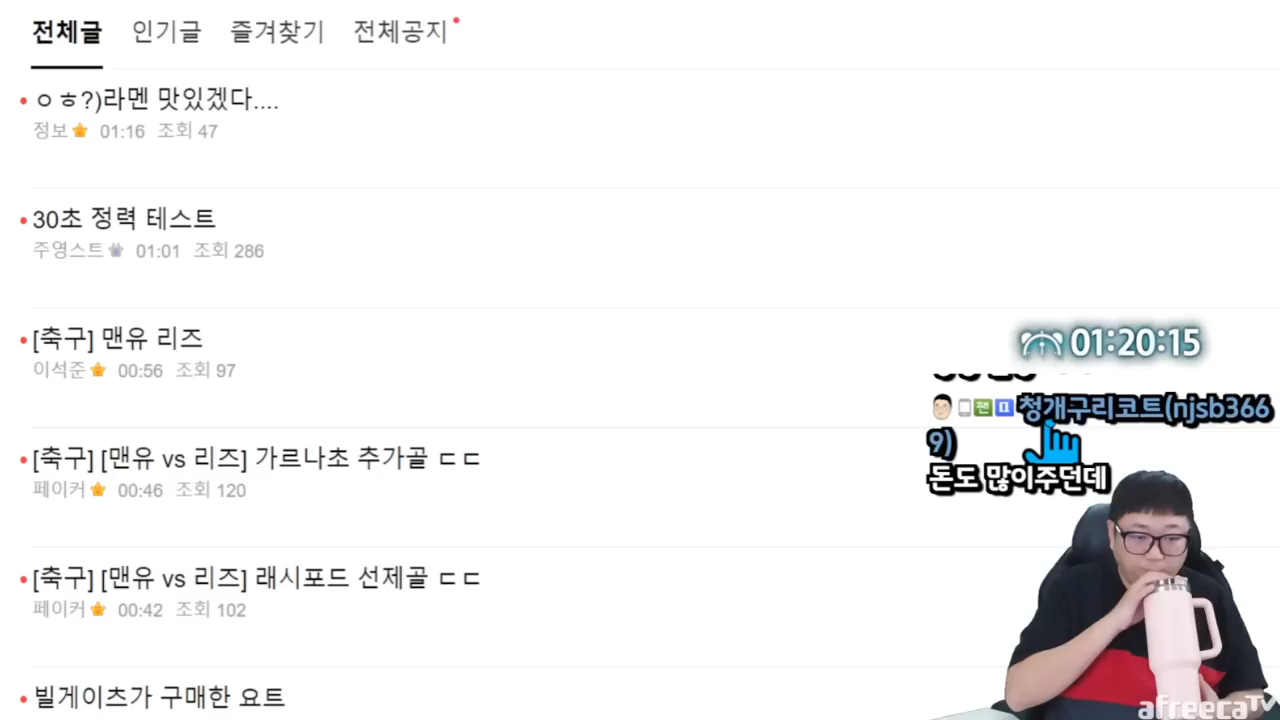 전체글 인기글 즐겨찾기 전체공지
ㅇㅎ?)라멘 맛있겠다....
정보 01:16 조회 47
30초 정력 테스트
주영스트 01:01 조회 286
[축구] 맨유 리즈
이석준 00:56 조회 97
01:20:15
팬 청개구리코트(njsb366
9)
돈도 많이주던데
[축구] [맨유 vs 리즈] 가르나초 추가골 ㄷㄷ
페이커 00:46 조회 120
[축구] [맨유 vs 리즈] 래시포드 선제골 ㄷㄷ
페이커 00:42 조회 102
빌게이츠가 구매한 요트
afreecaTV